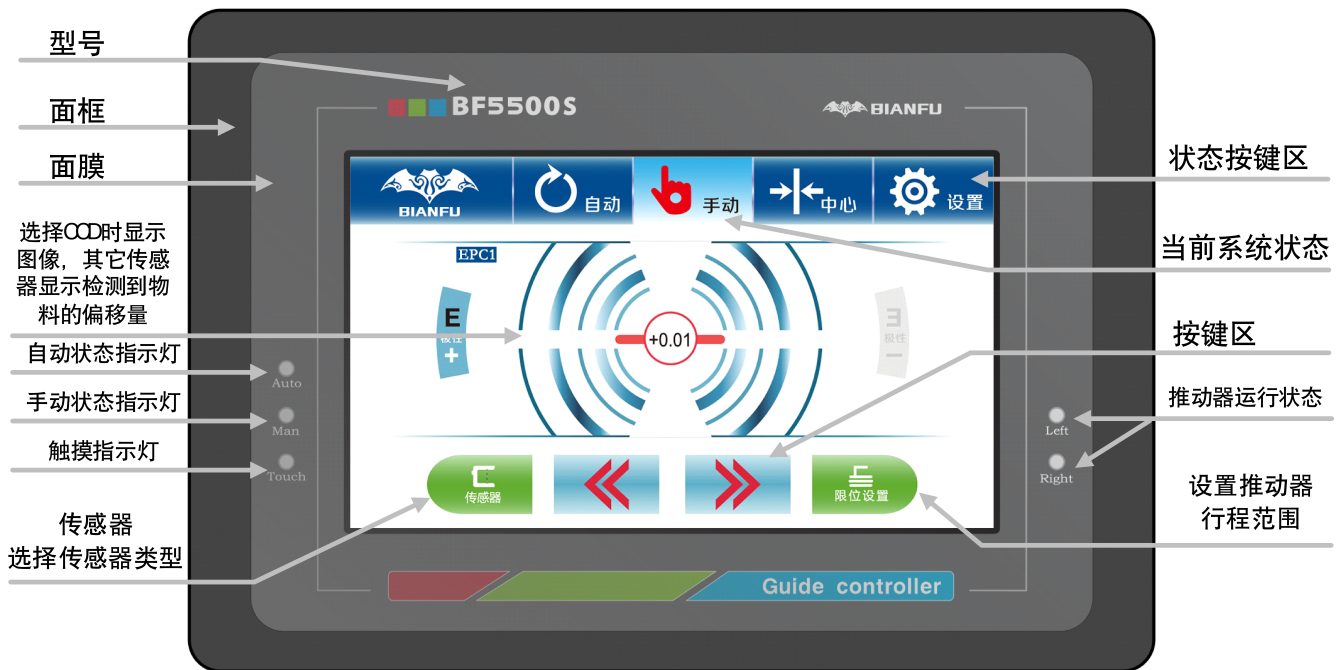 型号
面框
面膜
选择CCD时显示
图像，其它传感
器显示检测到物
料的偏移量
自动状态指示灯
手动状态指示灯
触摸指示灯
传感器
选择传感器类型
BF5500S
BIANFU
BIANFU
自动
手动
中心
设置
EPC1
E
极性
+
+0.01
E
极性
—
传感器
限位设置
Auto
Man
Touch
Left
Right
Guide controller
状态按键区
当前系统状态
按键区
推动器运行状态
设置推动器
行程范围